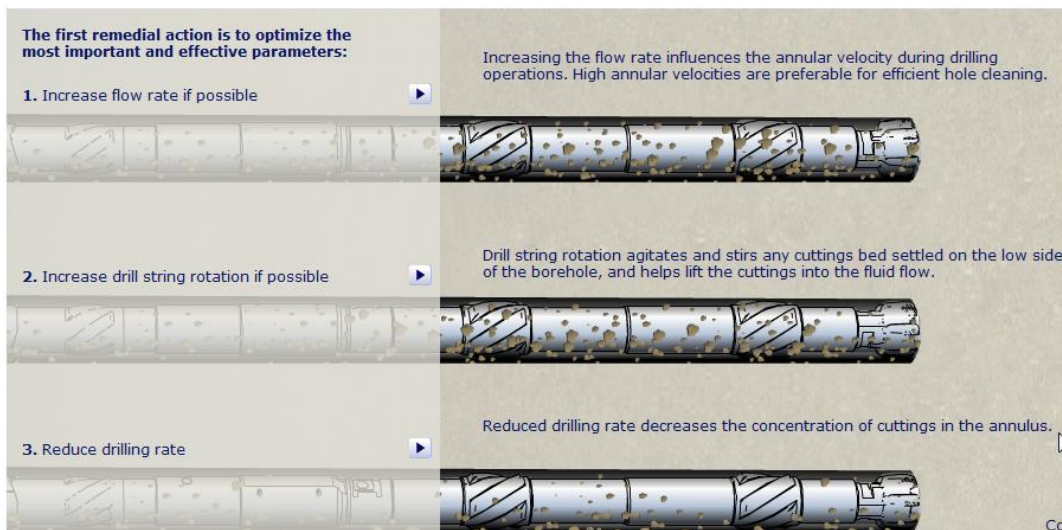 The first remedial action is to optimize the
most important and effective parameters:
Increasing the flow rate influences the annular velocity during drilling
operations. High annular velocities are preferable for efficient hole cleaning.
1. Increase flow rate if possible
Drill string rotation agitates and stirs any cuttings bed settled on the low side
of the borehole, and helps lift the cuttings into the fluid flow.
2. Increase drill string rotation if possible
Reduced drilling rate decreases the concentration of cuttings in the annulus.
3. Reduce drilling rate